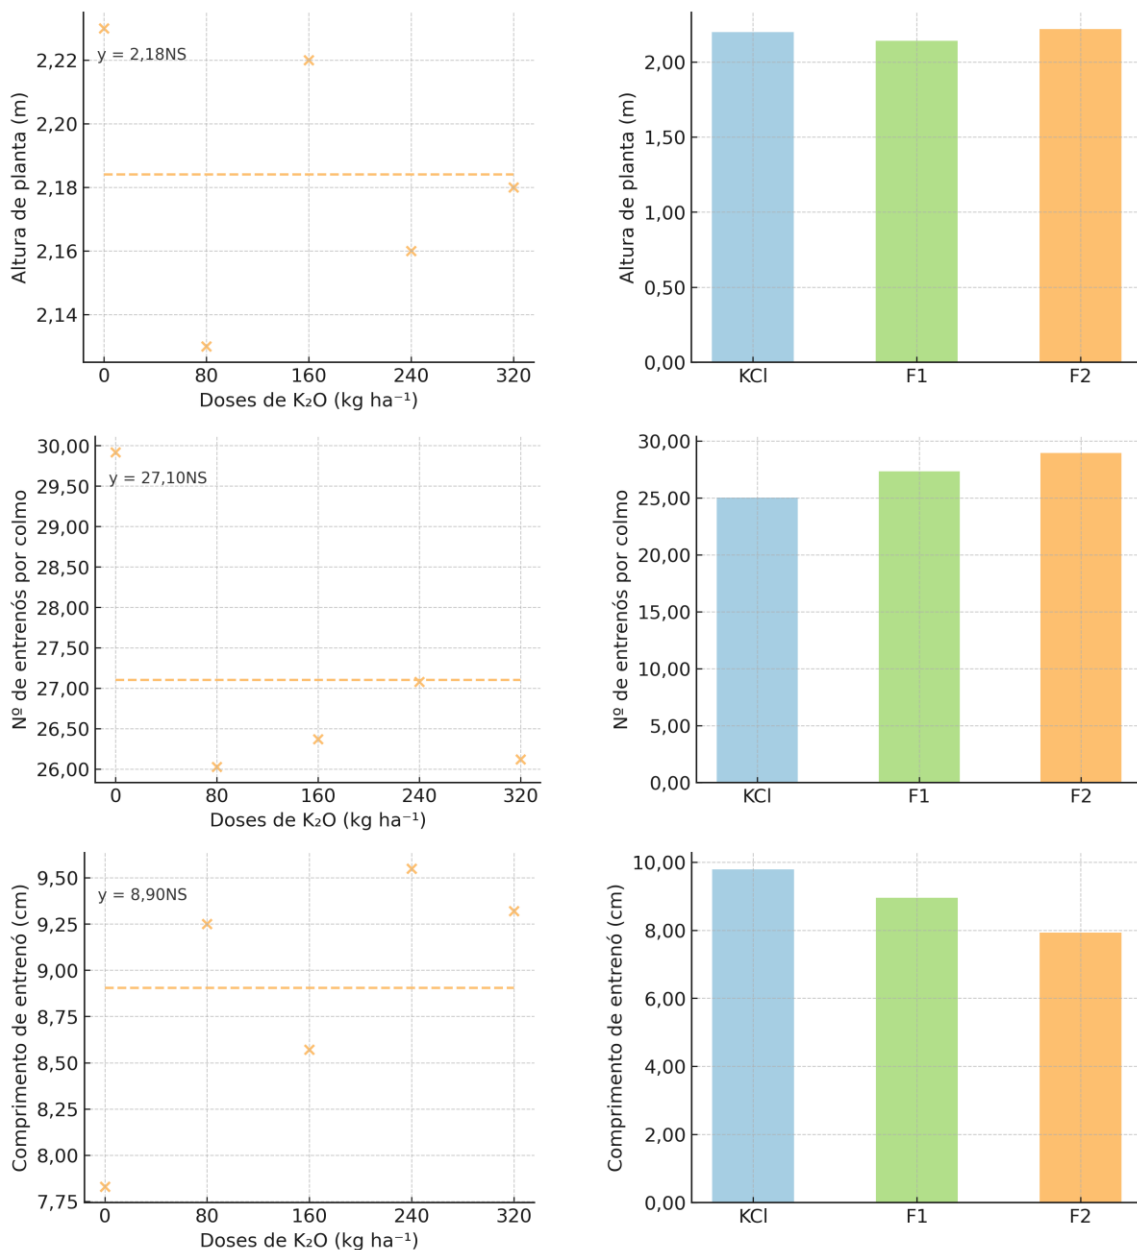 Altura de planta (m)
2,22
2,20
2,18
2,16
2,14
y = 2,18NS
0 80 160 240 320
Doses de K₂O (kg ha⁻¹)
Altura de planta (m)
2,00
1,50
1,00
0,50
0,00
KCl F1 F2
Nº de entrenós por colmo
30,00
29,50
29,00
28,50
28,00
27,50
27,00
26,50
26,00
y = 27,10NS
0 80 160 240 320
Doses de K₂O (kg ha⁻¹)
Nº de entrenós por colmo
30,00
25,00
20,00
15,00
10,00
5,00
0,00
KCl F1 F2
Comprimento de entrenó (cm)
9,50
9,25
9,00
8,75
8,50
8,25
8,00
7,75
y = 8,90NS
0 80 160 240 320
Doses de K₂O (kg ha⁻¹)
Comprimento de entrenó (cm)
10,00
8,00
6,00
4,00
2,00
0,00
KCl F1 F2